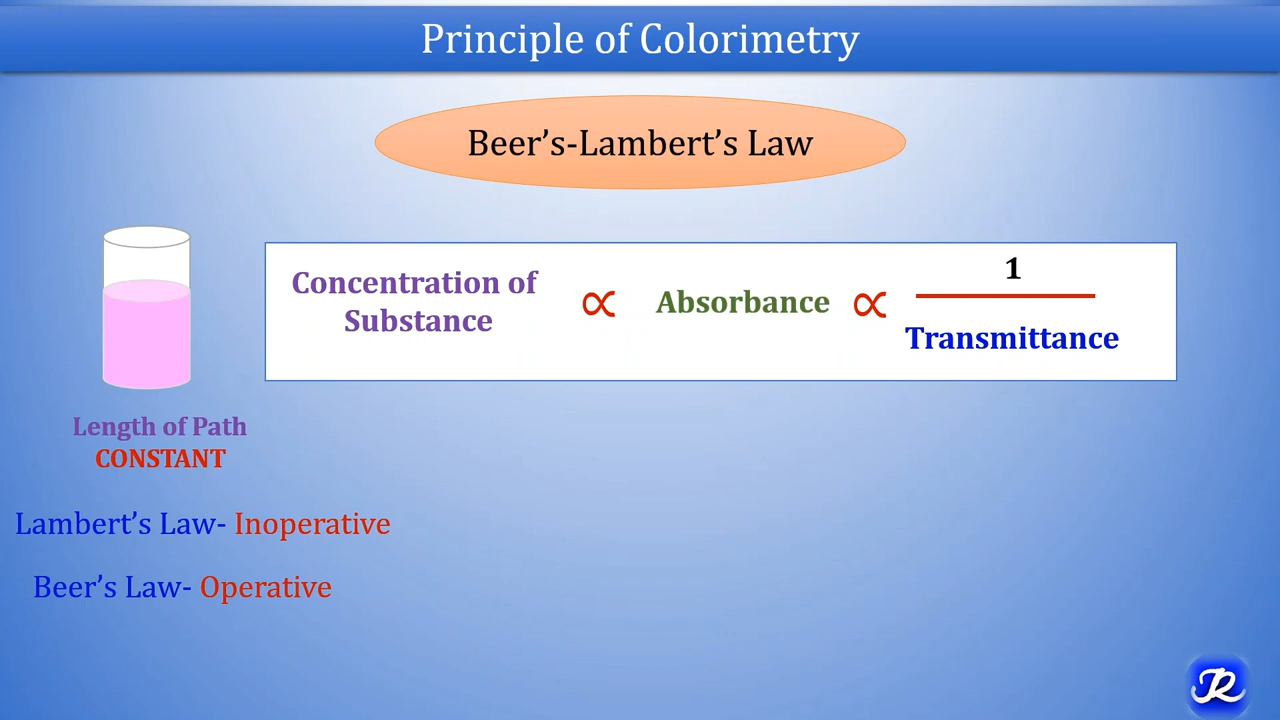 Principle of Colorimetry
Beer’s-Lambert’s Law
Concentration of
Substance
∝
Absorbance
∝
1
Transmittance
Length of Path
CONSTANT
Lambert’s Law- Inoperative
Beer’s Law- Operative
JR